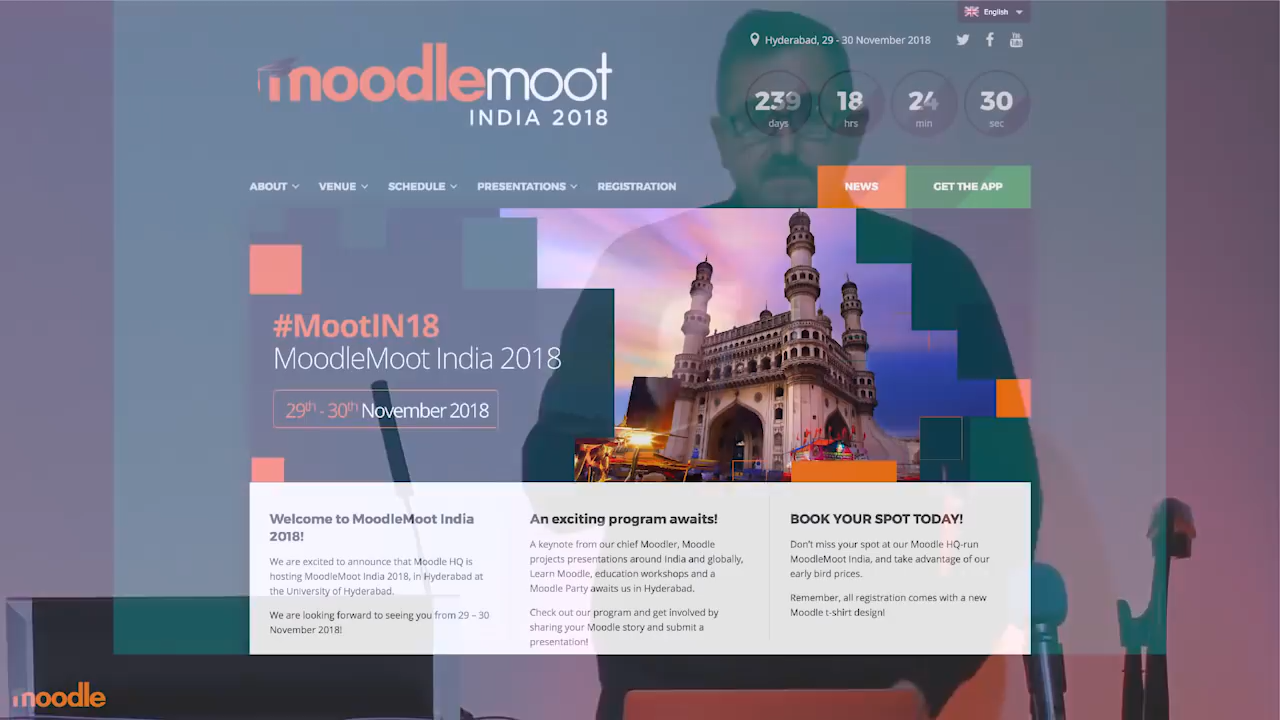 English
Hyderabad, 29 - 30 November 2018
moodlemoot
INDIA 2018
239 18 24 30
days hrs min sec
ABOUT VENUE SCHEDULE PRESENTATIONS REGISTRATION NEWS GET THE APP
#MootIN18
MoodleMoot India 2018
29th - 30th November 2018
Welcome to MoodleMoot India
2018!
We are excited to announce that Moodle HQ is
hosting MoodleMoot India 2018, in Hyderabad at
the University of Hyderabad.
We are looking forward to seeing you from 29 – 30
November 2018!
An exciting program awaits!
A keynote from our chief Moodler, Moodle
projects presentations around India and globally,
Learn Moodle, education workshops and a
Moodle Party awaits us in Hyderabad.
Check out our program and get involved by
sharing your Moodle story and submit a
presentation!
BOOK YOUR SPOT TODAY!
Don't miss your spot at our Moodle HQ-run
MoodleMoot India, and take advantage of our
early bird prices.
Remember, all registration comes with a new
Moodle t-shirt design!
moodle